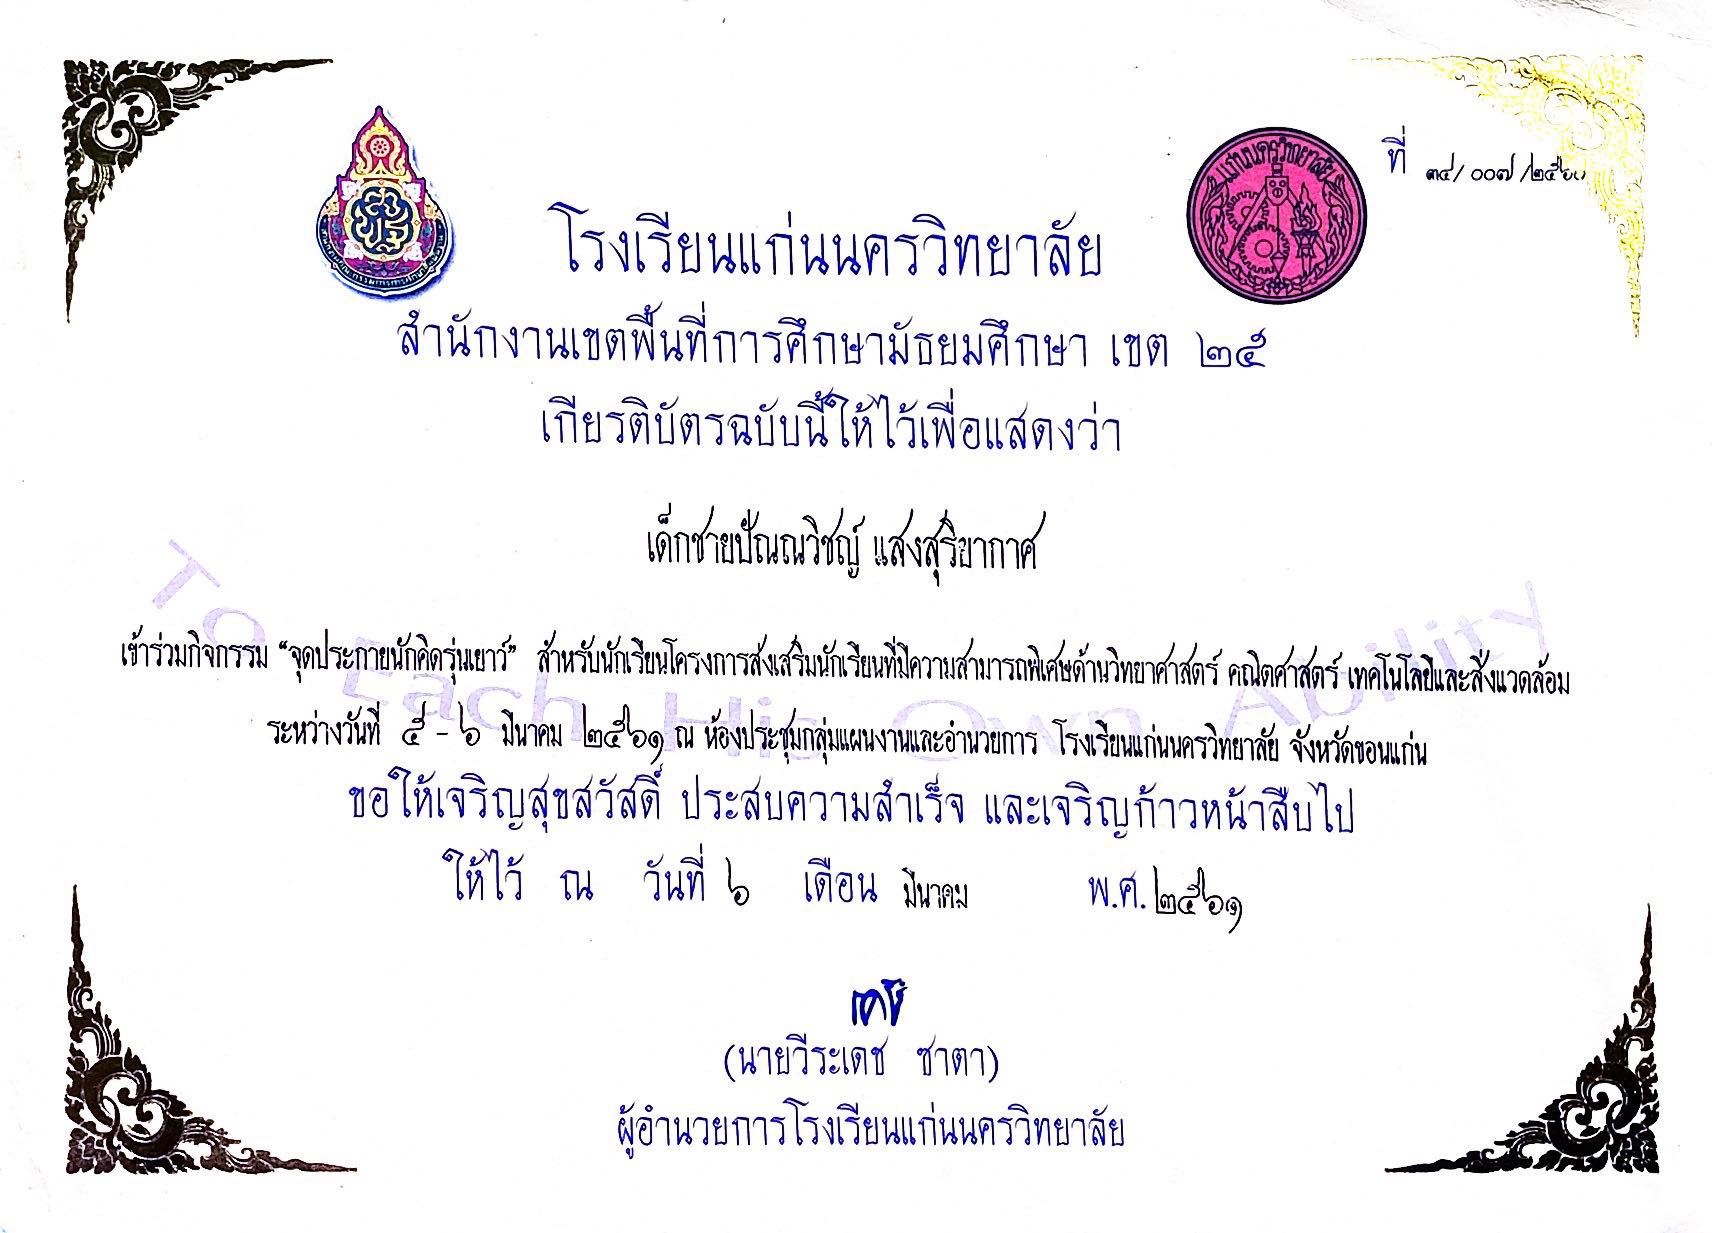 แก่นนครวิทยาลัย
ที่ ๓๔/ ๐๐๗ /๒๕๖๑
โรงเรียนแก่นนครวิทยาลัย
สำนักงานเขตพื้นที่การศึกษามัธยมศึกษา เขต ๒๕
เกียรติบัตรฉบับนี้ให้ไว้เพื่อแสดงว่า
เด็กชายปัณณวิชญ์ แสงสุริยากาศ
To Each His Own Ability
เข้าร่วมกิจกรรม “จุดประกายนักคิดรุ่นเยาว์” สำหรับนักเรียนโครงการส่งเสริมนักเรียนที่มีความสามารถพิเศษด้านวิทยาศาสตร์ คณิตศาสตร์ เทคโนโลยีและสิ่งแวดล้อม
ระหว่างวันที่ ๕ - ๖ มีนาคม ๒๕๖๑ ณ ห้องประชุมกลุ่มแผนงานและอำนวยการ โรงเรียนแก่นนครวิทยาลัย จังหวัดขอนแก่น
ขอให้เจริญสุขสวัสดิ์ ประสบความสำเร็จ และเจริญก้าวหน้าสืบไป
ให้ไว้ ณ วันที่ ๖ เดือน มีนาคม พ.ศ. ๒๕๖๑
(นายวีระเดช ซาตา)
ผู้อำนวยการโรงเรียนแก่นนครวิทยาลัย